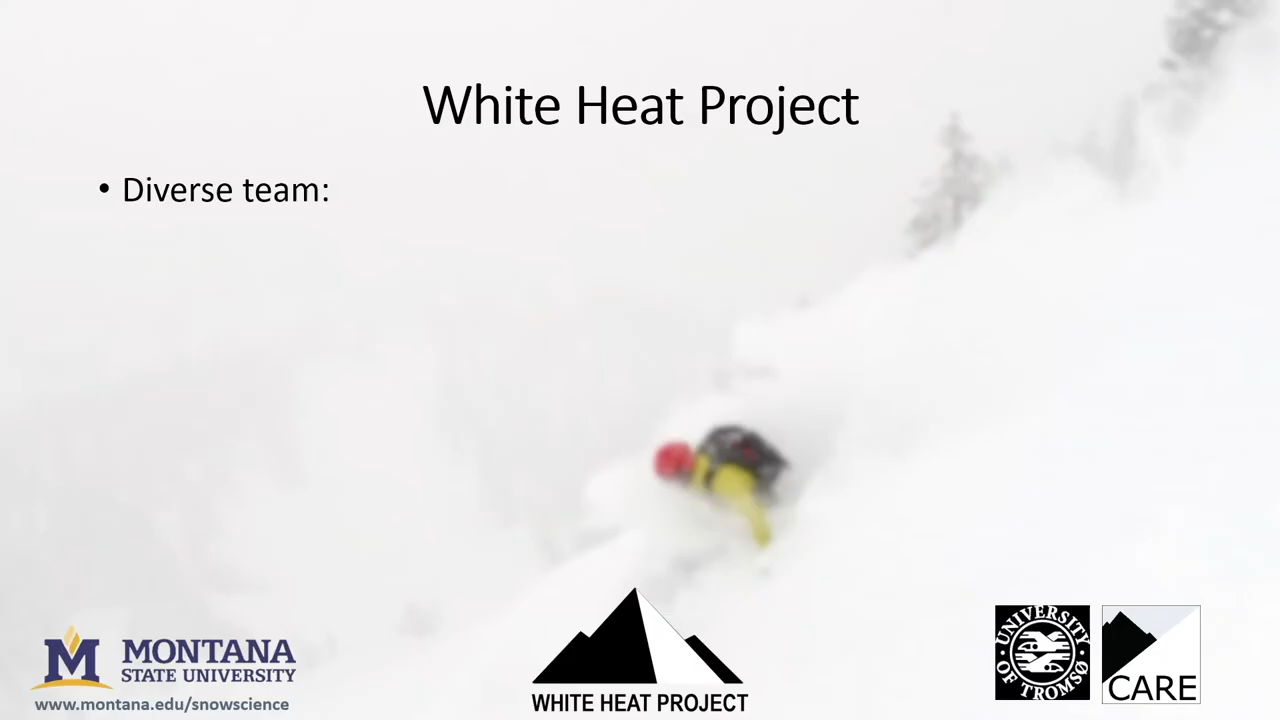 White Heat Project
• Diverse team:
M MONTANA
STATE UNIVERSITY
www.montana.edu/snowscience
WHITE HEAT PROJECT
UNIVERSITY OF TROMSØ
CARE